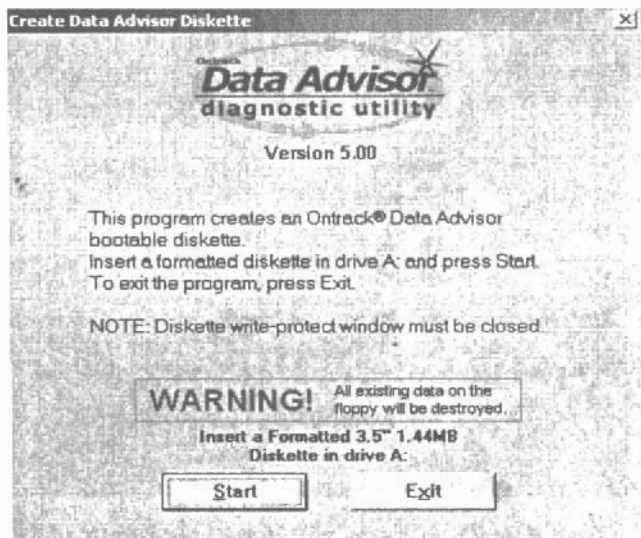 Create Data Advisor Diskette
Ontrack
Data Advisor
diagnostic utility
Version 5.00
This program creates an Ontrack® Data Advisor
bootable diskette.
Insert a formatted diskette in drive A: and press Start.
To exit the program, press Exit.
NOTE: Diskette write-protect window must be closed
WARNING!
All existing data on the
floppy will be destroyed.
Insert a Formatted 3.5" 1.44MB
Diskette in drive A:
Start
Exit